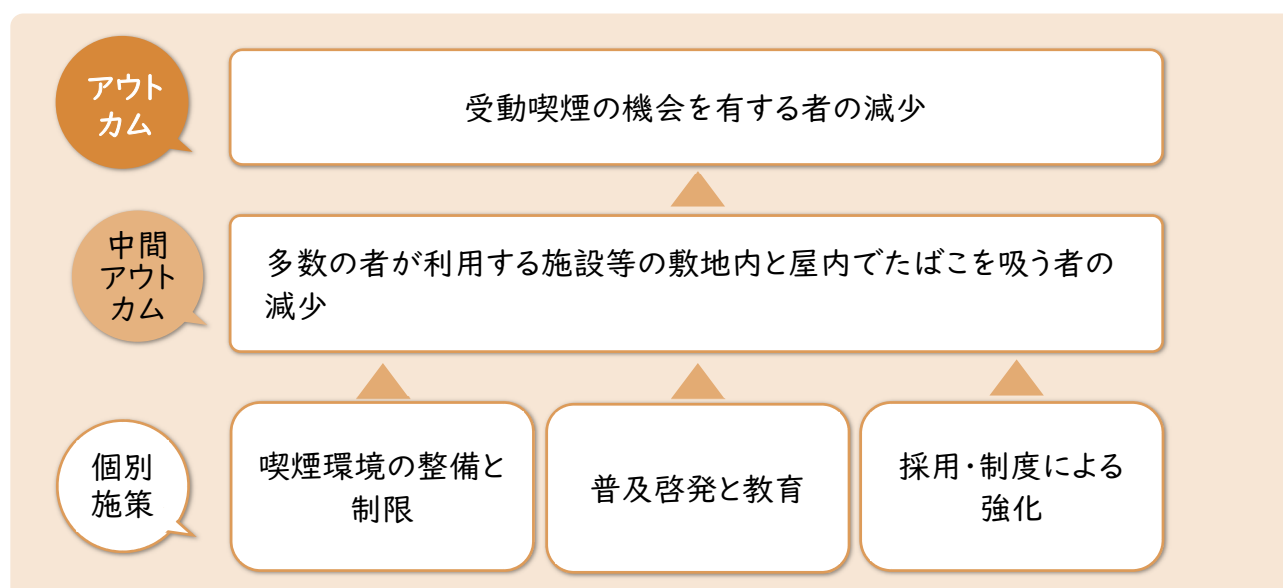 アウト
カム
受動喫煙の機会を有する者の減少
中間
アウト
カム
多数の者が利用する施設等の敷地内と屋内でたばこを吸う者の
減少
個別
施策
喫煙環境の整備と
制限
普及啓発と教育
採用・制度による
強化